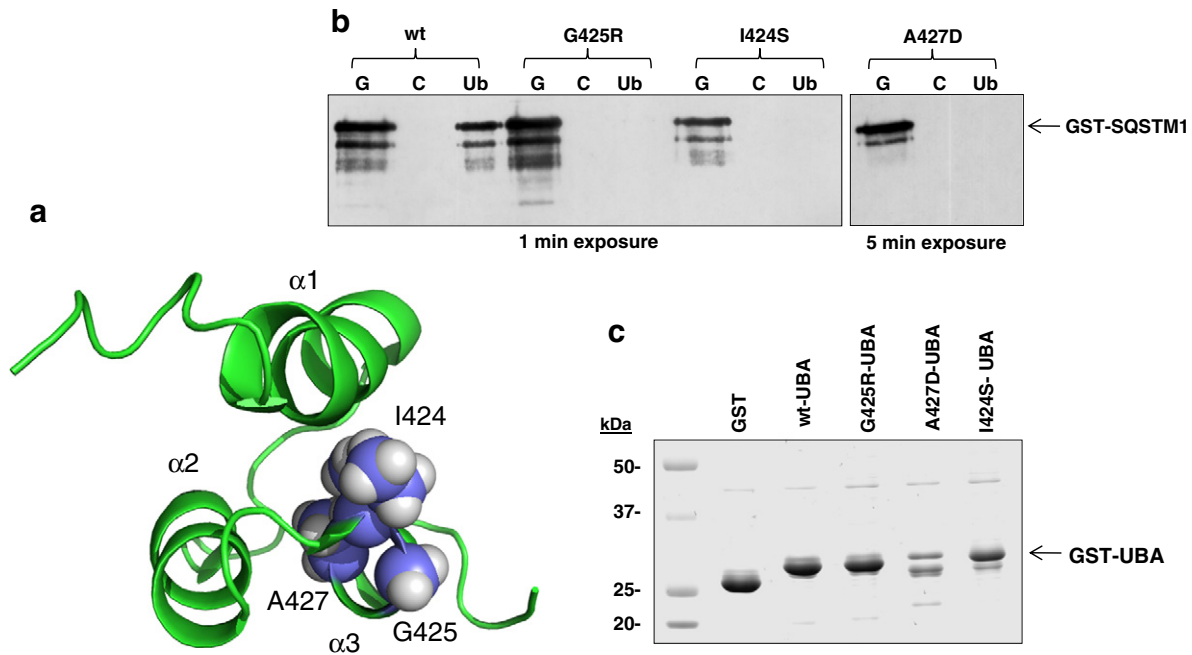 b
wt G425R I424S A427D
G C Ub G C Ub G C Ub G C Ub
GST-SQSTM1
1 min exposure 5 min exposure
a
α1
I424
α2
A427
α3
G425
c
kDa GST wt-UBA G425R-UBA A427D-UBA I424S- UBA
50-
37-
GST-UBA
25-
20-